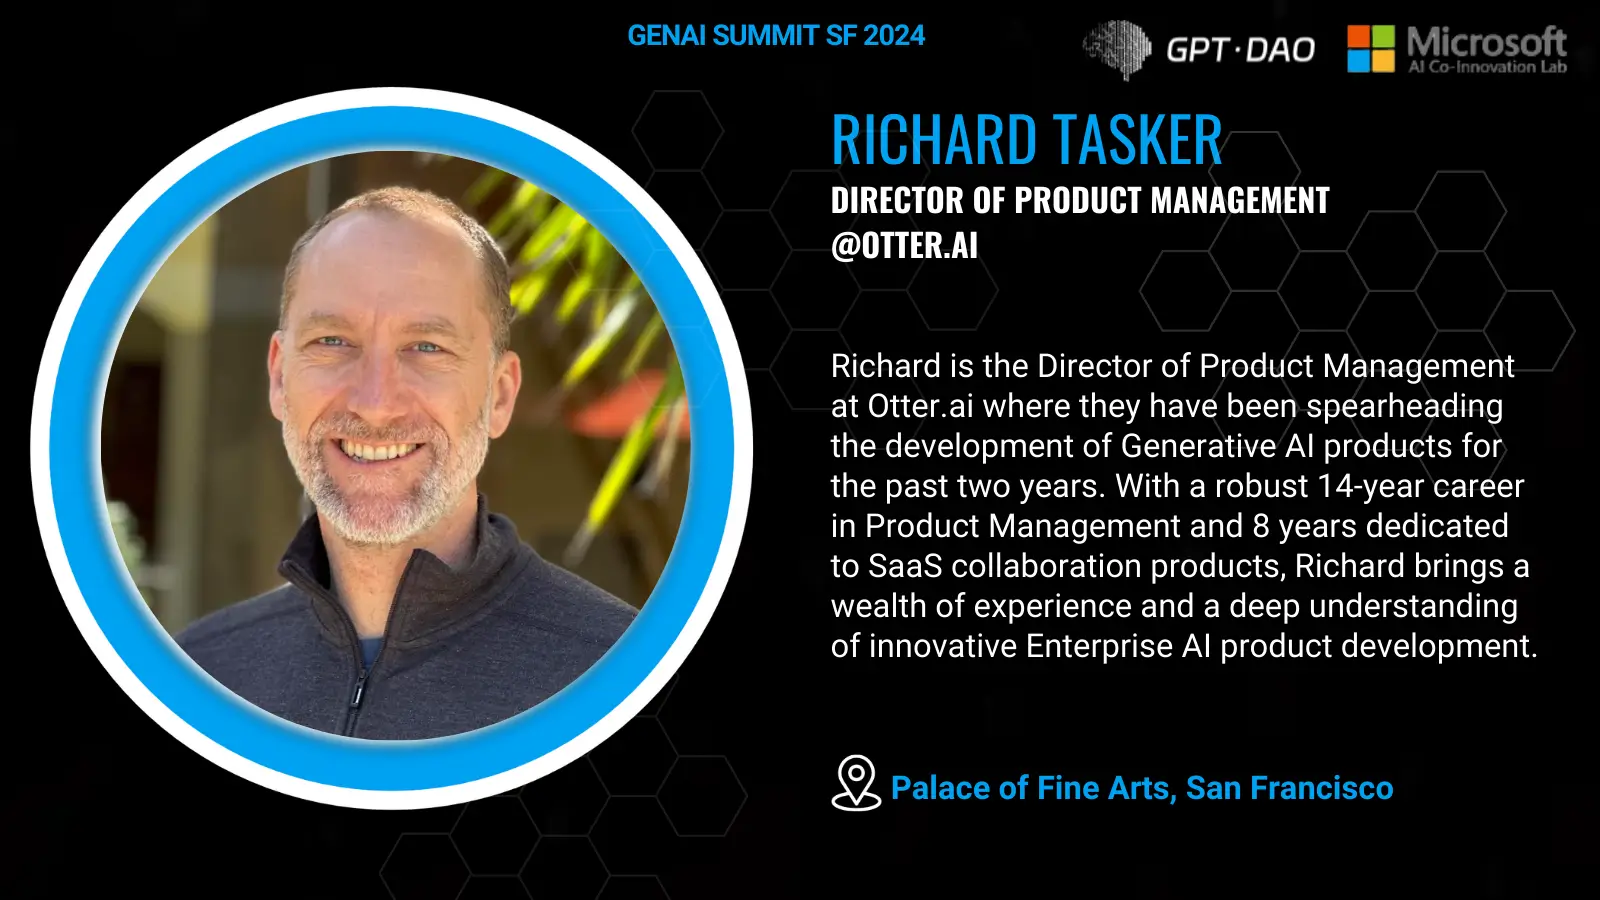 GENAI SUMMIT SF 2024
GPT·DAO
Microsoft
AI Co-Innovation Lab
RICHARD TASKER
DIRECTOR OF PRODUCT MANAGEMENT
@OTTER.AI
Richard is the Director of Product Management
at Otter.ai where they have been spearheading
the development of Generative AI products for
the past two years. With a robust 14-year career
in Product Management and 8 years dedicated
to SaaS collaboration products, Richard brings a
wealth of experience and a deep understanding
of innovative Enterprise AI product development.
Palace of Fine Arts, San Francisco